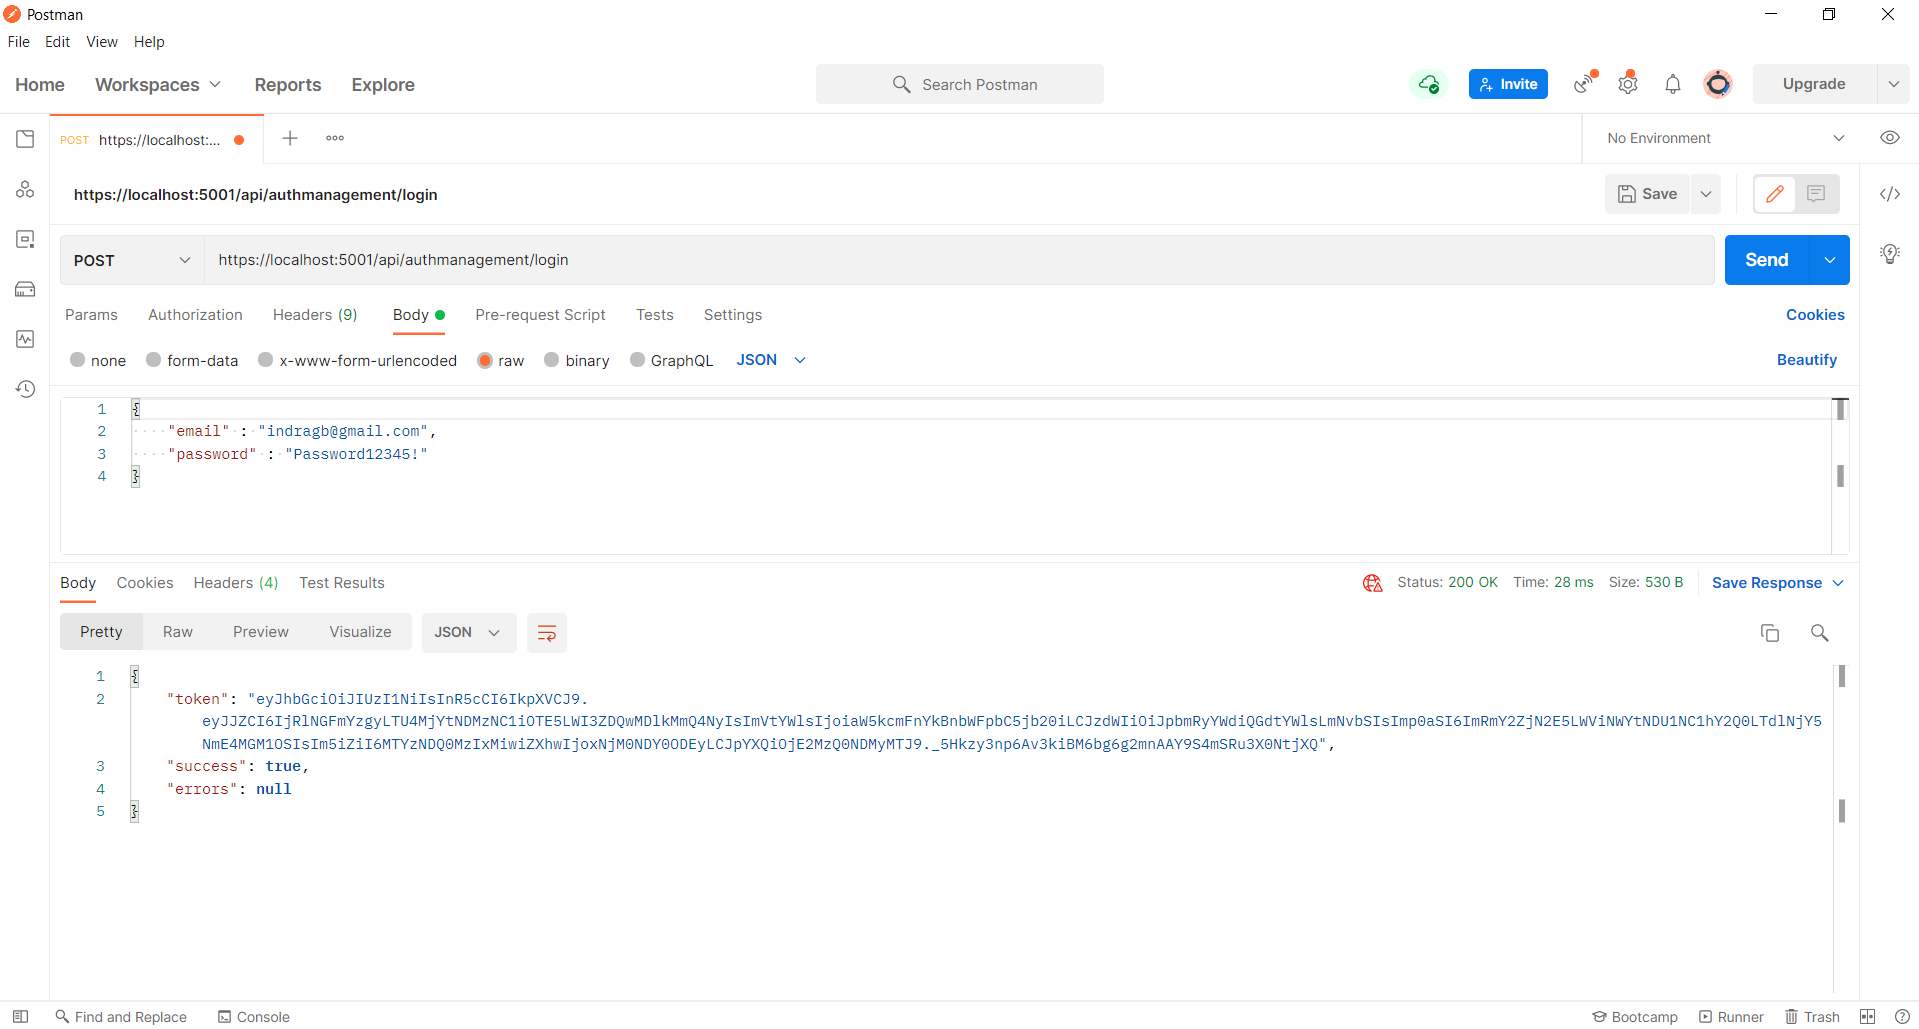 Postman
File Edit View Help
Home Workspaces Reports Explore Search Postman Invite Upgrade
POST https://localhost:... No Environment
https://localhost:5001/api/authmanagement/login Save
POST https://localhost:5001/api/authmanagement/login Send
Params Authorization Headers (9) Body Pre-request Script Tests Settings Cookies
none form-data x-www-form-urlencoded raw binary GraphQL JSON Beautify
1 {
2 "email" : "indragb@gmail.com",
3 "password" : "Password12345!"
4 }
Body Cookies Headers (4) Test Results Status: 200 OK Time: 28 ms Size: 530 B Save Response
Pretty Raw Preview Visualize JSON
1 {
2 "token": "eyJhbGciOiJIUzI1NiIsInR5cCI6IkpXVCJ9.
eyJJZCI6IjRlNGFmYzgyLTU4MjYtNDMzNC1iOTE5LWI3ZDQwMDlkMmQ4NyIsImVtYWlsIjoiaW5kcmFnYkBnbWFpbC5jb20iLCJzdWIiOiJpbmRyYWdiQGdtYWlsLmNvbSIsImp0aSI6ImRmY2ZjN2E5LWViNWYtNDU1NC1hY2Q0LTdlNjY5
NmE4MGM1OSIsIm5iZiI6MTYzNDQ0MzIxMiwiZXhwIjoxNjM0NDY0ODEyLCJpYXQiOjE2MzQ0NDMyMTJ9._5Hkzy3np6Av3kiBM6bg6g2mnAAY9S4mSRu3X0NtjXQ",
3 "success": true,
4 "errors": null
5 }
Find and Replace Console Bootcamp Runner Trash